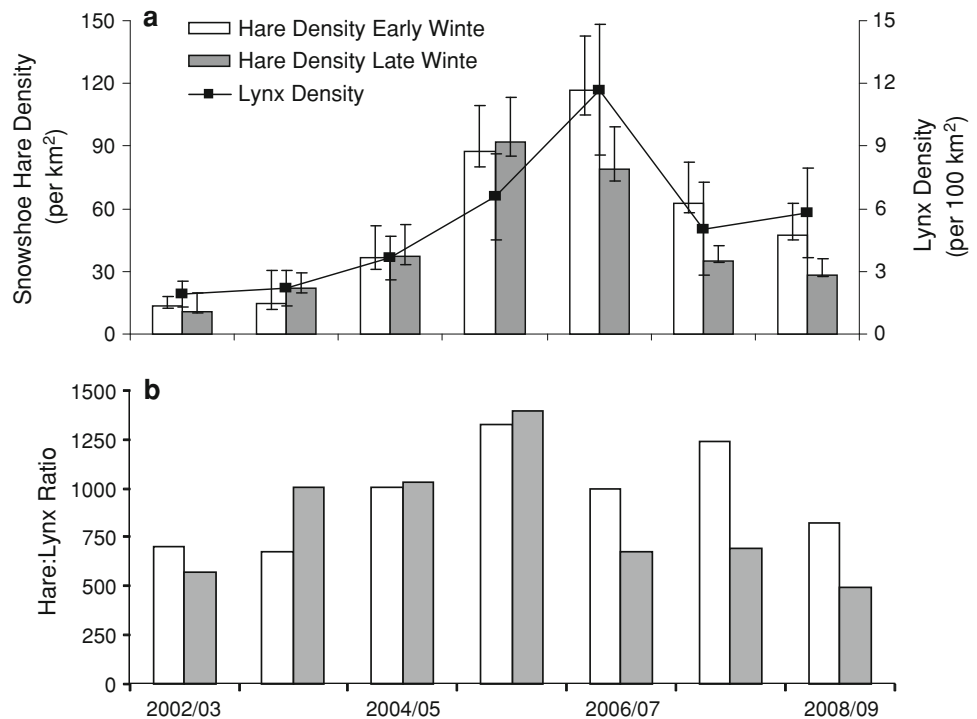 a
Hare Density Early Winte
Hare Density Late Winte
Lynx Density
Snowshoe Hare Density
(per km²)
150
120
90
60
30
0
15
12
9
6
3
0
Lynx Density
(per 100 km²)
b
Hare:Lynx Ratio
1500
1250
1000
750
500
250
0
2002/03
2004/05
2006/07
2008/09